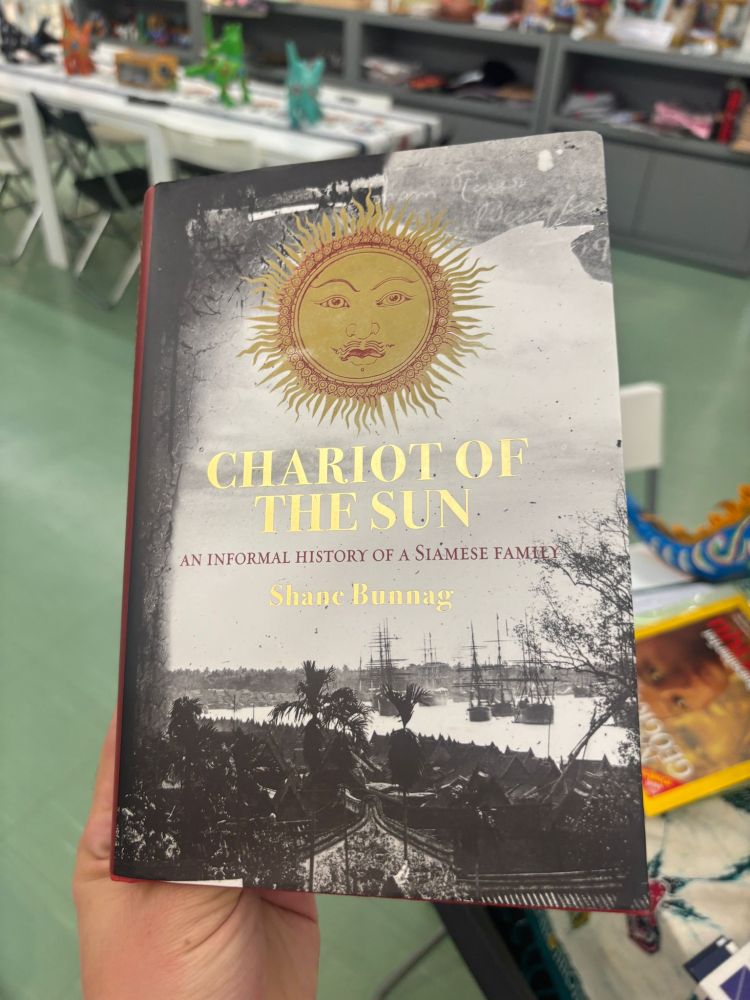 CHARIOT OF
THE SUN
AN INFORMAL HISTORY OF A SIAMESE FAMILY
Shane Bunnag